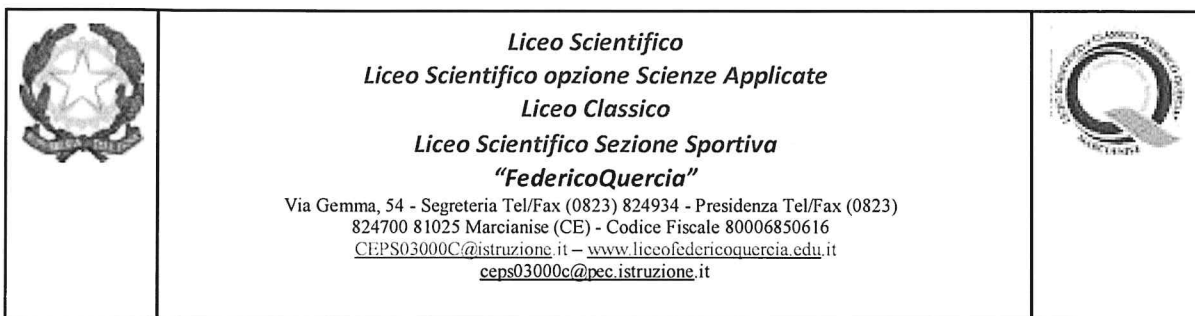 Liceo Scientifico
Liceo Scientifico opzione Scienze Applicate
Liceo Classico
Liceo Scientifico Sezione Sportiva
“FedericoQuercia”
Via Gemma, 54 - Segreteria Tel/Fax (0823) 824934 - Presidenza Tel/Fax (0823)
824700 81025 Marcianise (CE) - Codice Fiscale 80006850616
CEPS03000C@istruzione.it – www.liceofedericoquercia.edu.it
ceps03000c@pec.istruzione.it
MARCIANISE